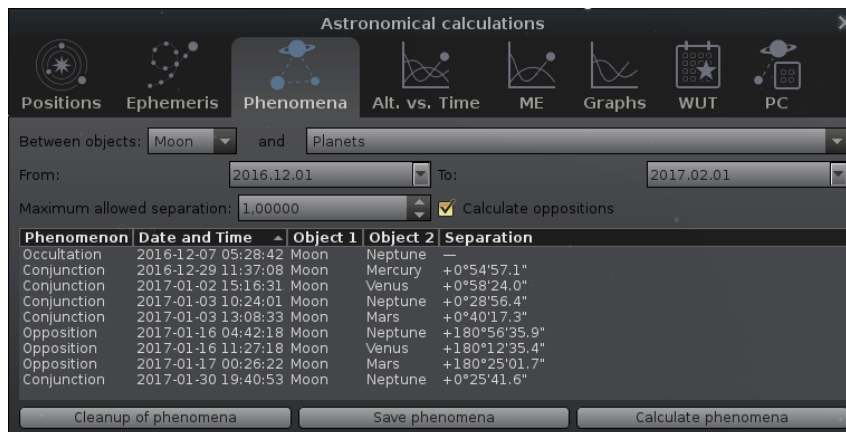 Astronomical calculations
Positions Ephemeris Phenomena Alt. vs. Time ME Graphs WUT PC
Between objects: Moon and Planets
From: 2016.12.01 To: 2017.02.01
Maximum allowed separation: 1,00000 Calculate oppositions
Phenomenon Date and Time Object 1 Object 2 Separation
Occultation 2016-12-07 05:28:42 Moon Neptune —
Conjunction 2016-12-29 11:37:08 Moon Mercury +0°54'57.1"
Conjunction 2017-01-02 15:16:31 Moon Venus +0°58'24.0"
Conjunction 2017-01-03 10:24:01 Moon Neptune +0°28'56.4"
Conjunction 2017-01-03 13:08:33 Moon Mars +0°40'17.3"
Opposition 2017-01-16 04:42:18 Moon Neptune +180°56'35.9"
Opposition 2017-01-16 11:27:18 Moon Venus +180°12'35.4"
Opposition 2017-01-17 00:26:22 Moon Mars +180°25'01.7"
Conjunction 2017-01-30 19:40:53 Moon Neptune +0°25'41.6"
Cleanup of phenomena Save phenomena Calculate phenomena